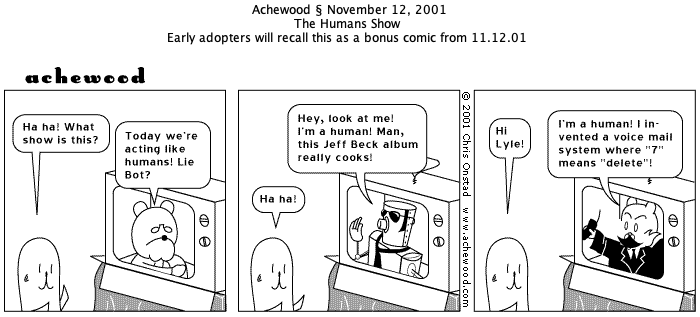 Achewood § November 12, 2001
The Humans Show
Early adopters will recall this as a bonus comic from 11.12.01
achewood
Ha ha! What
show is this?
Today we're
acting like
humans! Lie
Bot?
Ha ha!
Hey, look at me!
I'm a human! Man,
this Jeff Beck album
really cooks!
© 2001 Chris Onstad www.achewood.com
Hi
Lyle!
I'm a human! I in-
vented a voice mail
system where "7"
means "delete"!